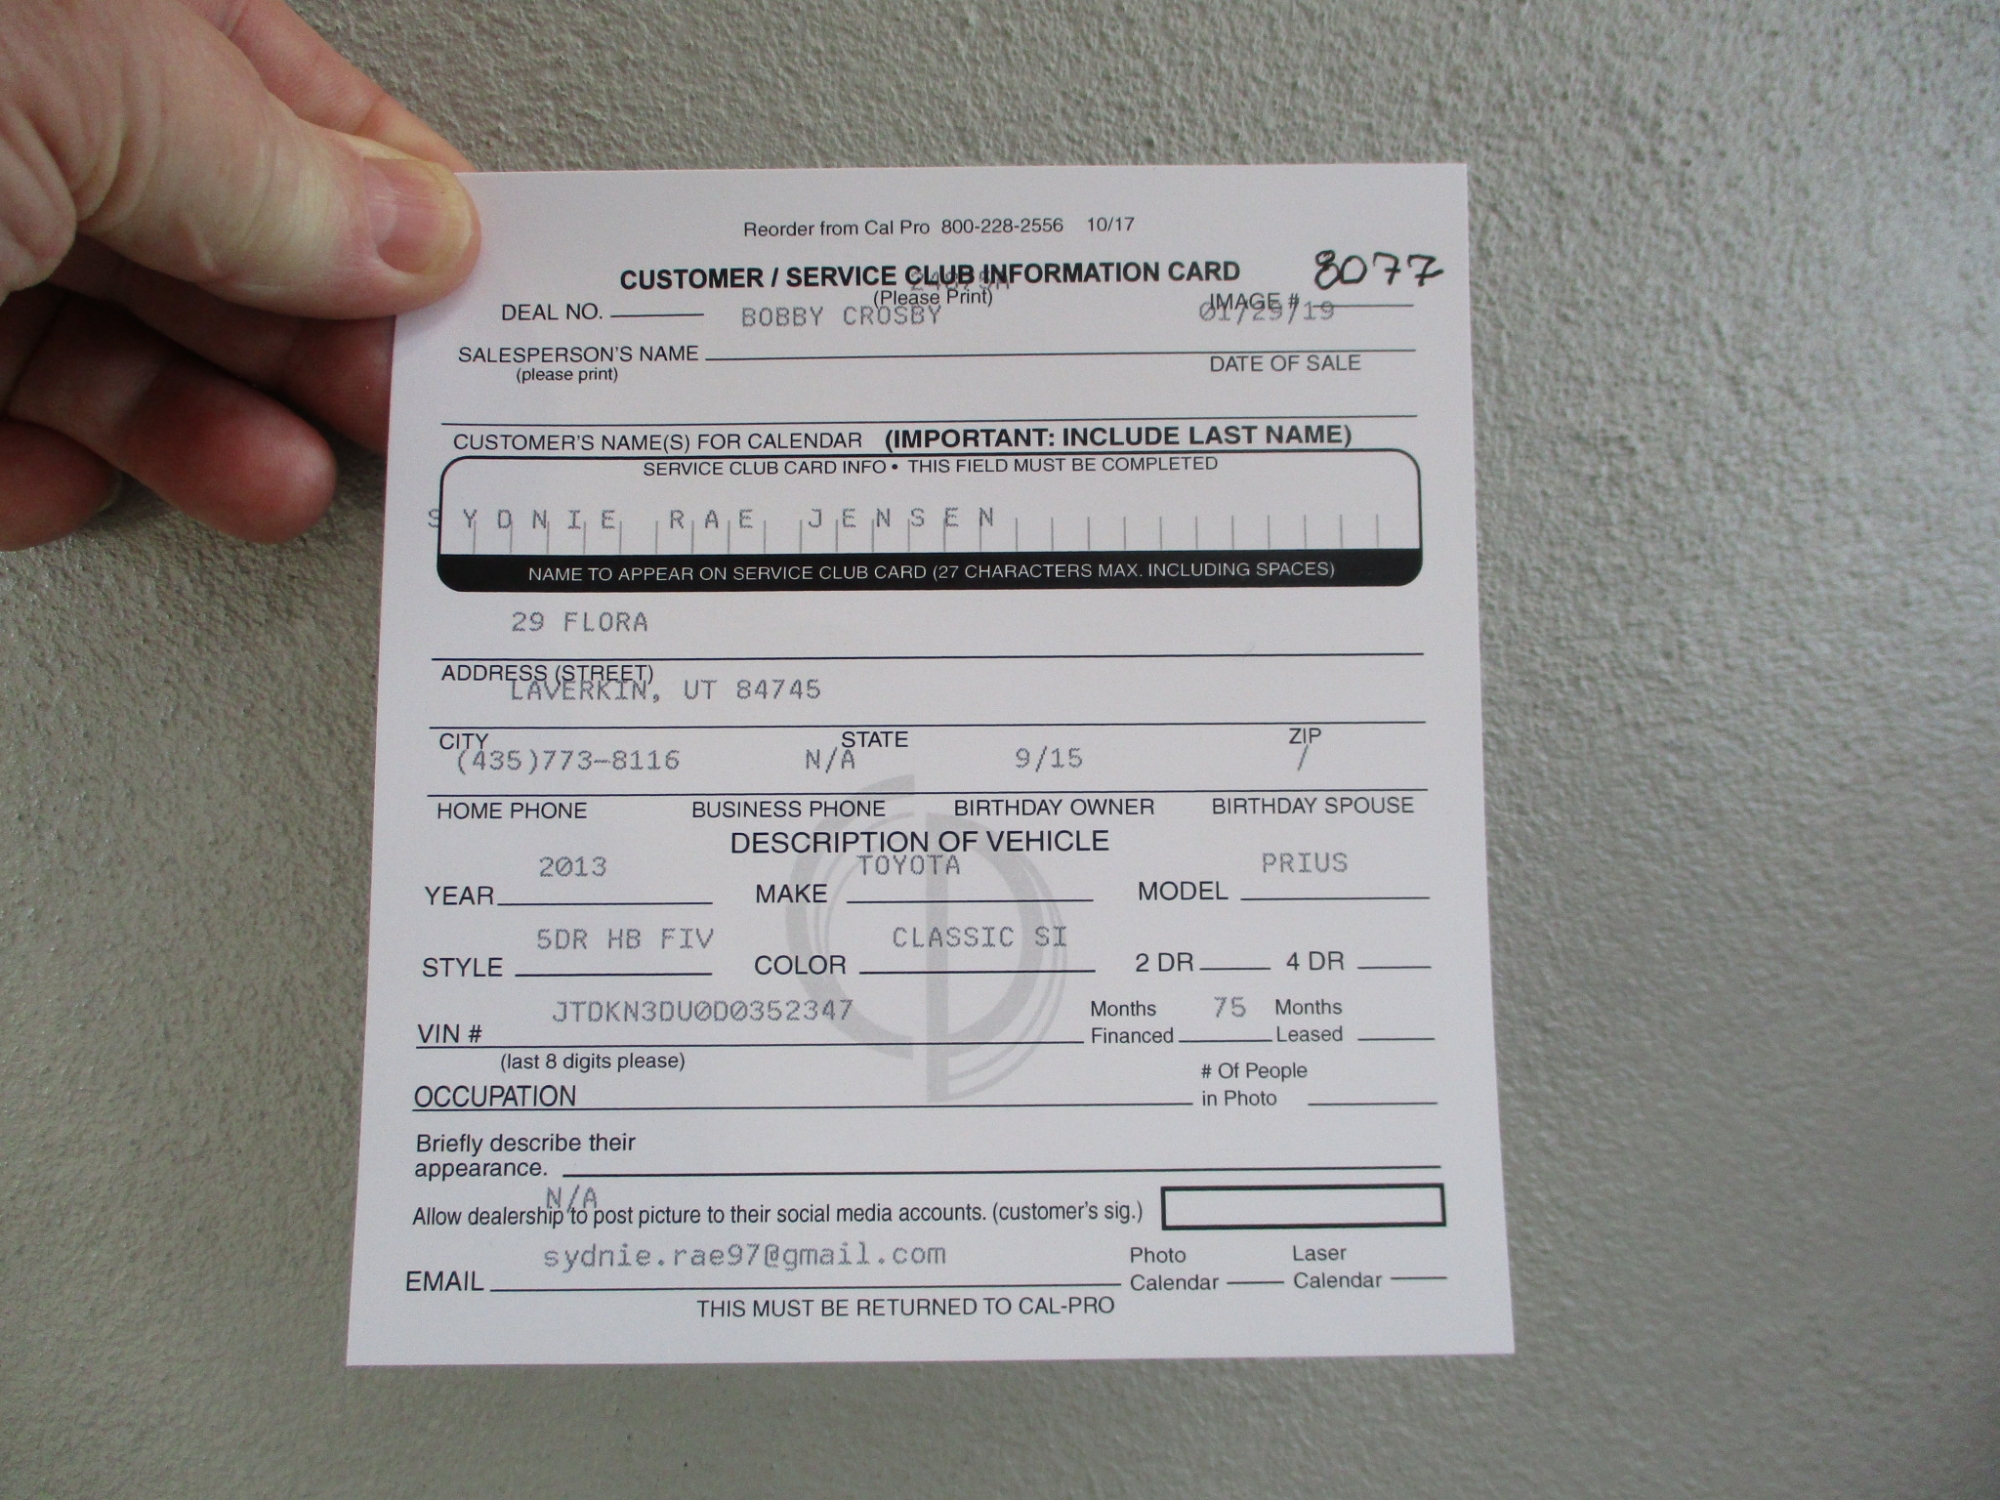 Reorder from Cal Pro 800-228-2556 10/17
CUSTOMER / SERVICE CLUB INFORMATION CARD 8077
(Please Print)
DEAL NO. BOBBY CROSBY IMAGE # 01/29/19
SALESPERSON'S NAME DATE OF SALE
(please print)
CUSTOMER'S NAME(S) FOR CALENDAR (IMPORTANT: INCLUDE LAST NAME)
SERVICE CLUB CARD INFO • THIS FIELD MUST BE COMPLETED
SYDNIE RAE JENSEN
NAME TO APPEAR ON SERVICE CLUB CARD (27 CHARACTERS MAX. INCLUDING SPACES)
29 FLORA
ADDRESS (STREET)
LAVERKIN, UT 84745
CITY STATE ZIP
(435)773-8116 N/A 9/15 /
HOME PHONE BUSINESS PHONE BIRTHDAY OWNER BIRTHDAY SPOUSE
DESCRIPTION OF VEHICLE
2013 TOYOTA PRIUS
YEAR MAKE MODEL
5DR HB FIV CLASSIC SI
STYLE COLOR 2 DR 4 DR
JTDKN3DU0D0352347 Months 75 Months
VIN # Financed Leased
(last 8 digits please) # Of People
OCCUPATION in Photo
Briefly describe their
appearance.
N/A
Allow dealership to post picture to their social media accounts. (customer's sig.)
sydnie.rae97@gmail.com Photo Laser
EMAIL Calendar Calendar
THIS MUST BE RETURNED TO CAL-PRO